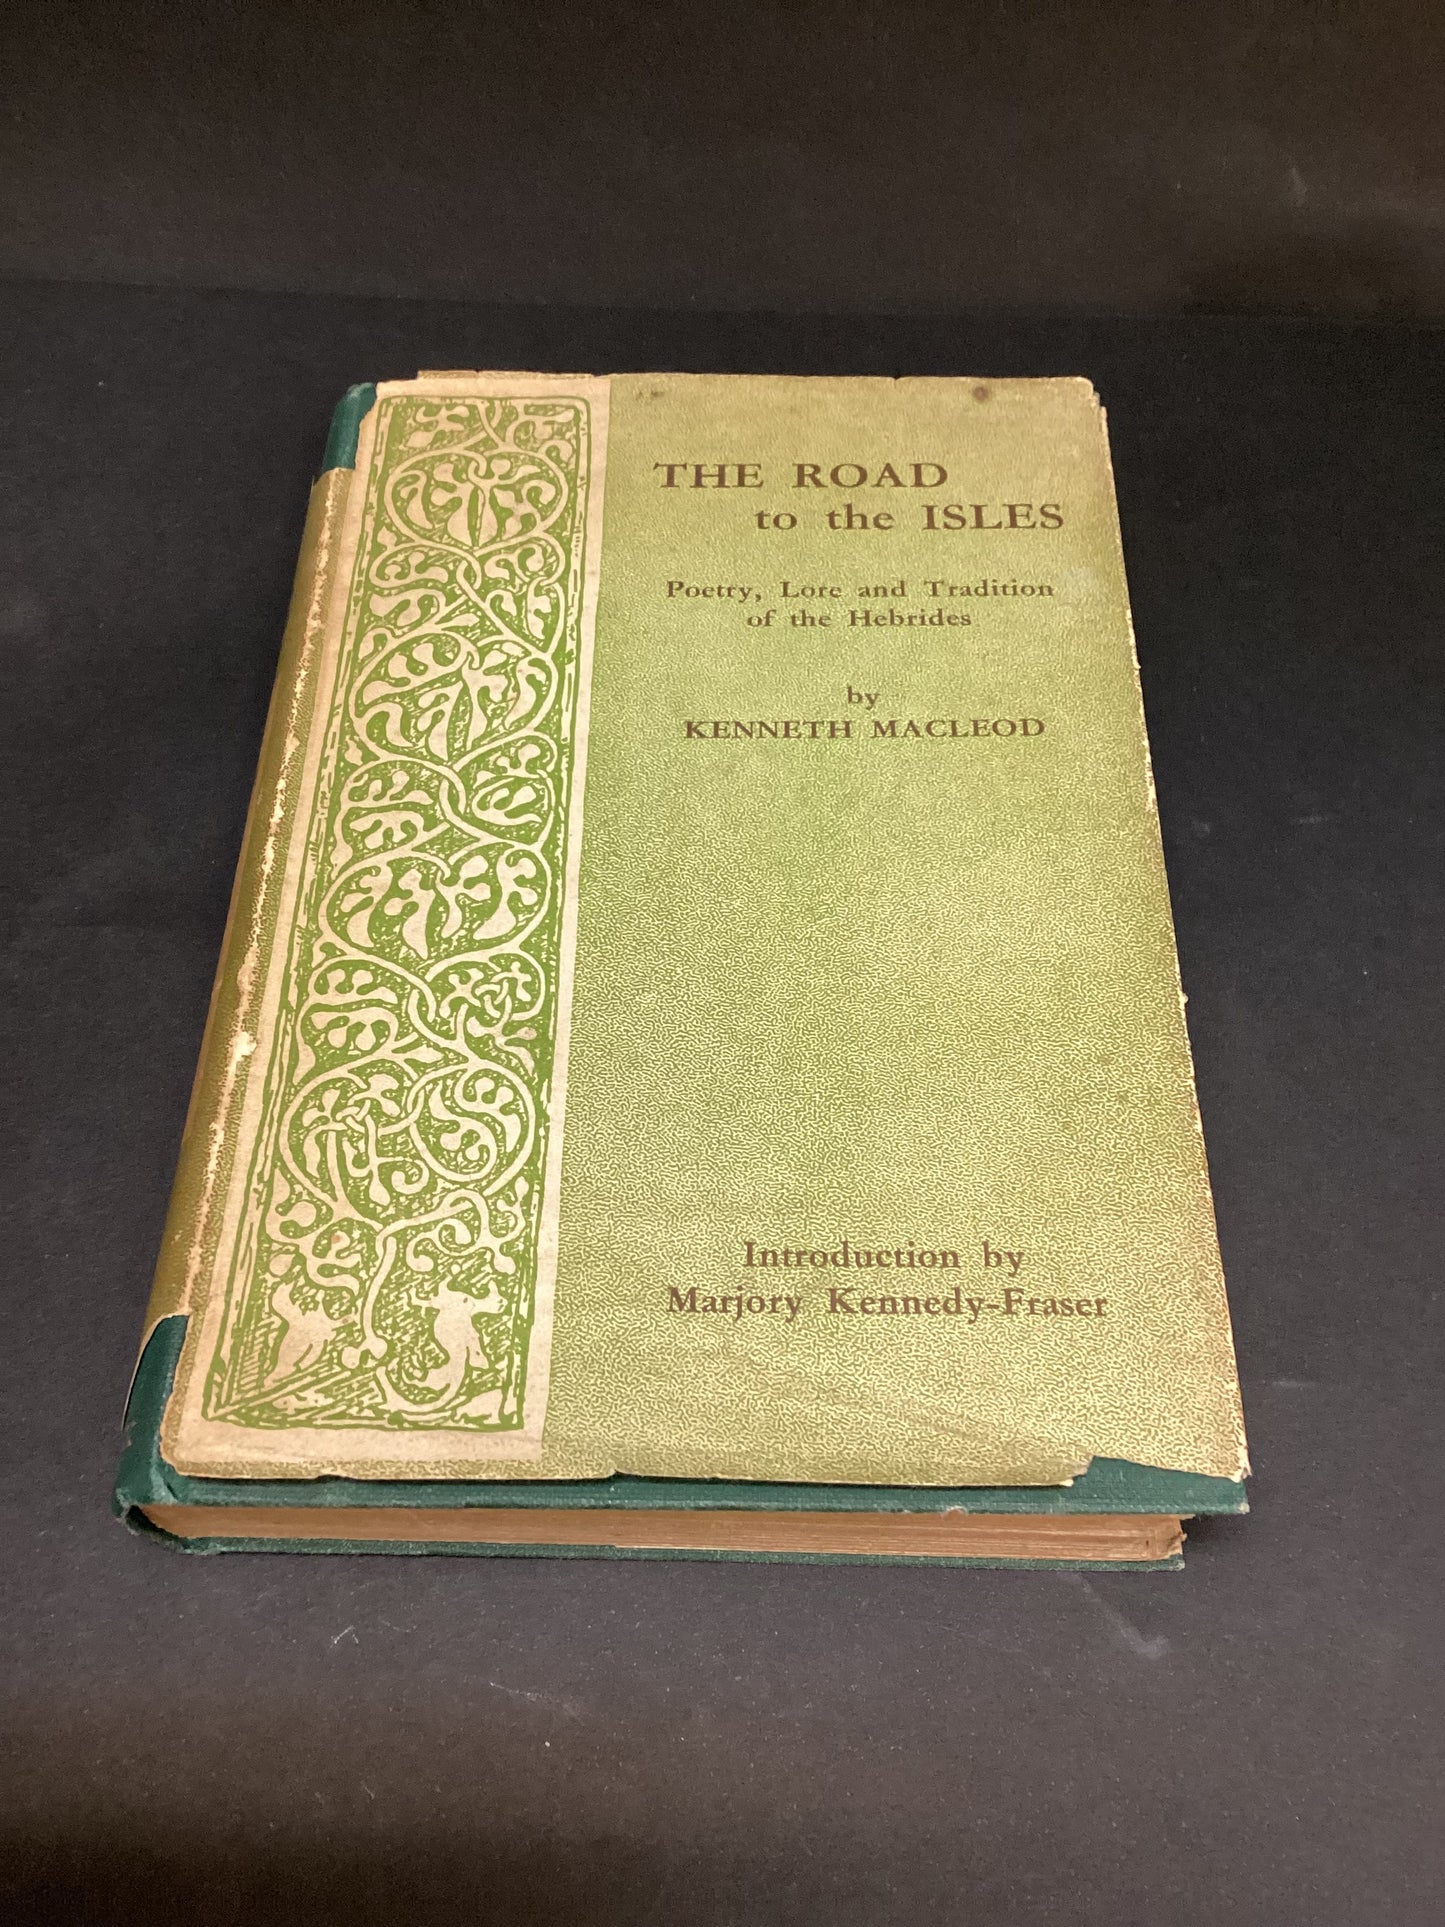 THE ROAD
to the ISLES
Poetry, Lore and Tradition
of the Hebrides
by
KENNETH MACLEOD
Introduction by
Marjory Kennedy-Fraser